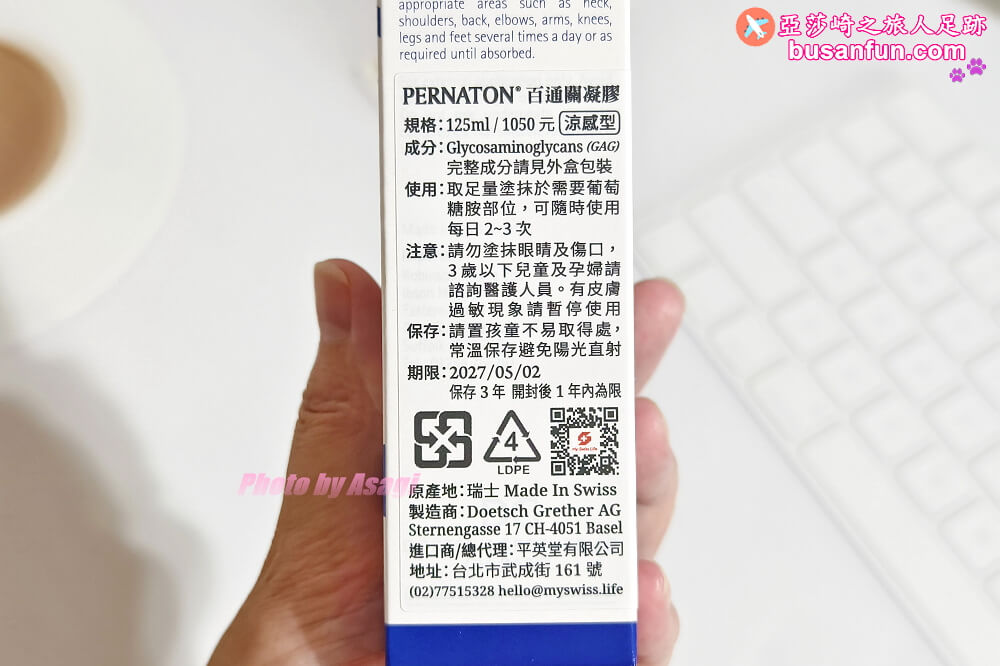 appropriate areas such as neck,
shoulders, back, elbows, arms, knees,
legs and feet several times a day or as
required until absorbed.
亞莎崎之旅人足跡
busanfun.com
PERNATON® 百通關凝膠
規格：125ml / 1050 元 涼感型
成分：Glycosaminoglycans (GAG)
完整成分請見外盒包裝
使用：取足量塗抹於需要葡萄
糖胺部位，可隨時使用
每日 2~3 次
注意：請勿塗抹眼睛及傷口，
3 歲以下兒童及孕婦請
諮詢醫護人員。有皮膚
過敏現象請暫停使用
保存：請置孩童不易取得處，
常溫保存避免陽光直射
期限：2027/05/02
保存 3 年 開封後 1 年內為限
4
LDPE
My Swiss Life
Photo by Asagi
原產地：瑞士 Made In Swiss
製造商：Doetsch Grether AG
Sternengasse 17 CH-4051 Basel
進口商/總代理：平英堂有限公司
地址：台北市武成街 161 號
(02)77515328 hello@myswiss.life